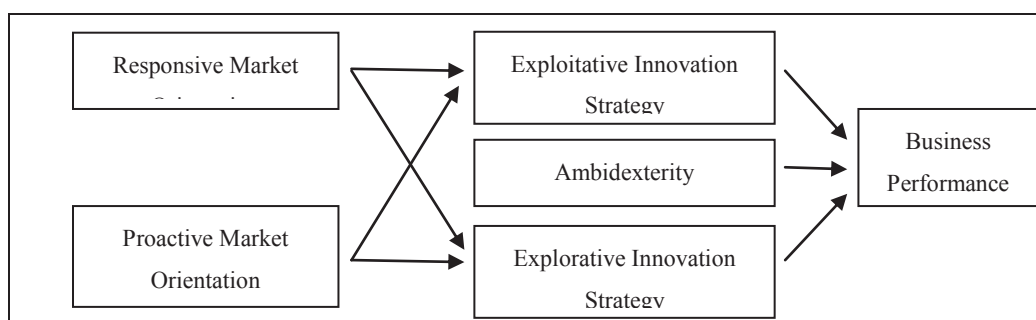 Responsive Market
Exploitative Innovation
Strategy
Ambidexterity
Business
Performance
Proactive Market
Orientation
Explorative Innovation
Strategy